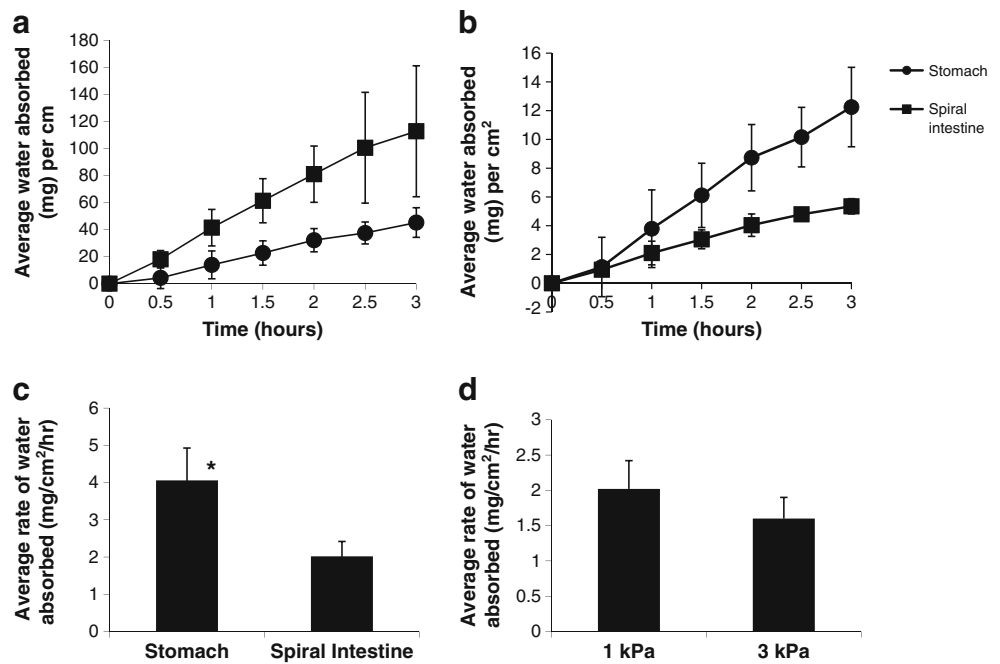 a
Average water absorbed
(mg) per cm
180
160
140
120
100
80
60
40
20
0
0 0.5 1 1.5 2 2.5 3
Time (hours)
b
Average water absorbed
(mg) per cm²
16
14
12
10
8
6
4
2
0
-2
0 0.5 1 1.5 2 2.5 3
Time (hours)
Stomach
Spiral
intestine
c
Average rate of water
absorbed (mg/cm²/hr)
6
5
4
3
2
1
0
*
Stomach Spiral Intestine
d
Average rate of water
absorbed (mg/cm²/hr)
3
2.5
2
1.5
1
0.5
0
1 kPa 3 kPa